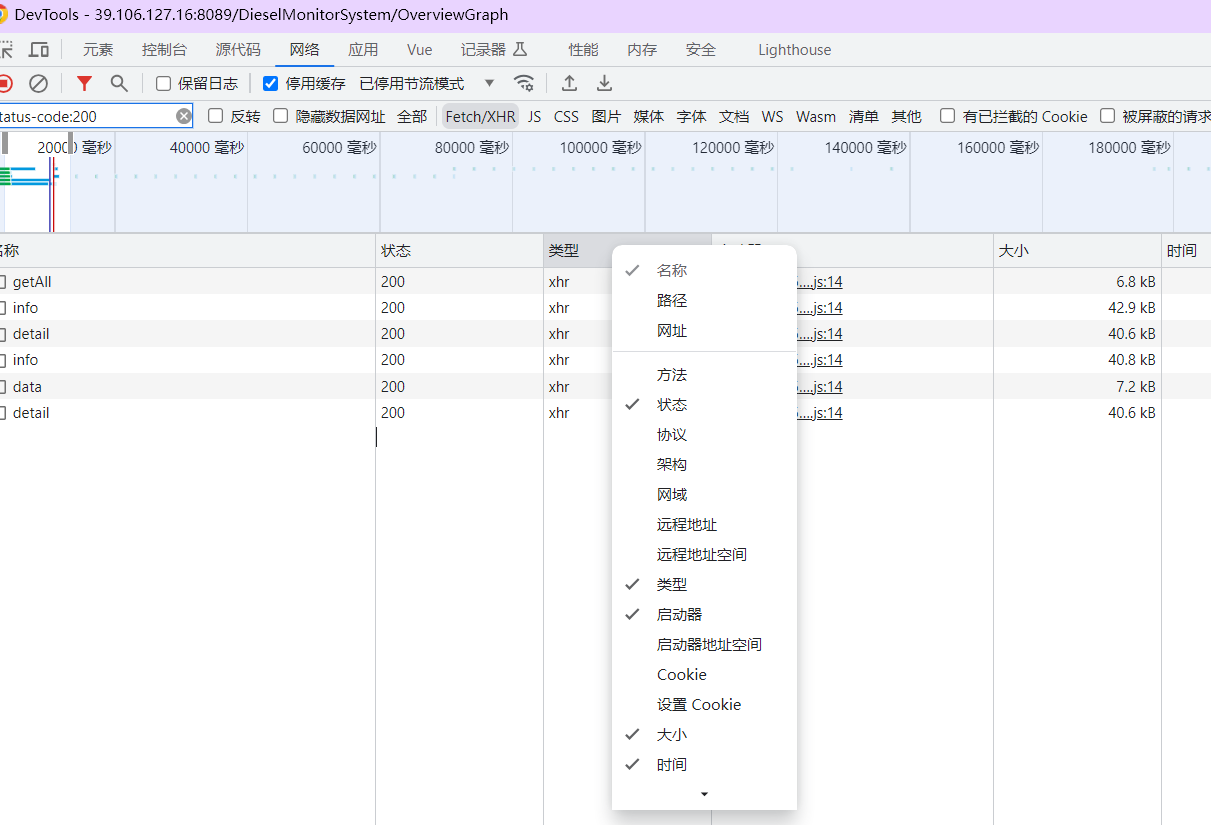 DevTools - 39.106.127.16:8089/DieselMonitorSystem/OverviewGraph
元素 控制台 源代码 网络 应用 Vue 记录器 性能 内存 安全 Lighthouse
保留日志 停用缓存 已停用节流模式
tatus-code:200 反转 隐藏数据网址 全部 Fetch/XHR JS CSS 图片 媒体 字体 文档 WS Wasm 清单 其他 有已拦截的 Cookie 被屏蔽的请求
20000 毫秒 40000 毫秒 60000 毫秒 80000 毫秒 100000 毫秒 120000 毫秒 140000 毫秒 160000 毫秒 180000 毫秒
名称 状态 类型 大小 时间
getAll 200 xhr ....js:14 6.8 kB
info 200 xhr ....js:14 42.9 kB
detail 200 xhr ....js:14 40.6 kB
info 200 xhr ....js:14 40.8 kB
data 200 xhr ....js:14 7.2 kB
detail 200 xhr ....js:14 40.6 kB
名称
路径
网址
方法
状态
协议
架构
网域
远程地址
远程地址空间
类型
启动器
启动器地址空间
Cookie
设置 Cookie
大小
时间